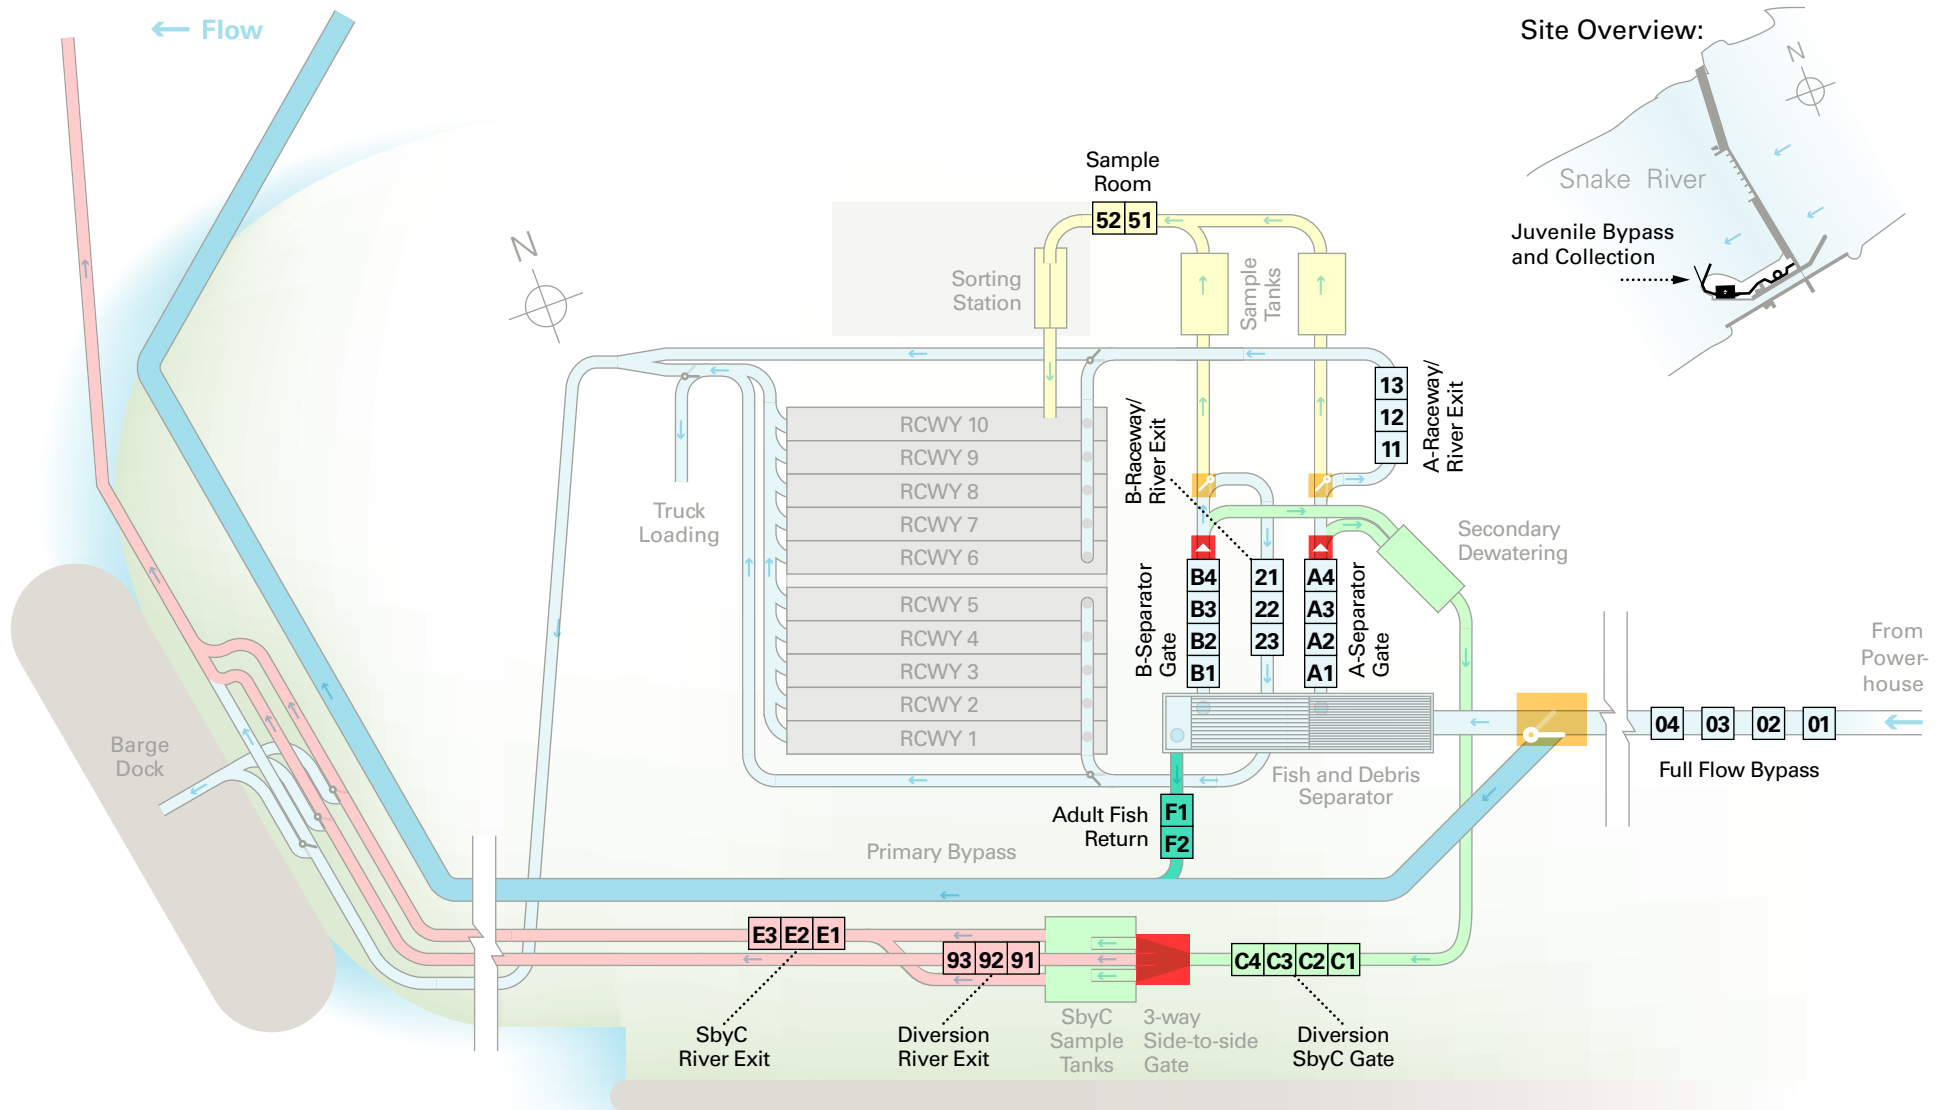 ← Flow
Site Overview:
N
Snake River
Juvenile Bypass
and Collection
N
Sample
Room
52 51
Sorting
Station
Sample
Tanks
13
12
11
A-Raceway/
River Exit
B-Raceway/
River Exit
RCWY 10
RCWY 9
RCWY 8
RCWY 7
RCWY 6
RCWY 5
RCWY 4
RCWY 3
RCWY 2
RCWY 1
Truck
Loading
Secondary
Dewatering
B-Separator
Gate
B4
B3
B2
B1
21
22
23
A4
A3
A2
A1
A-Separator
Gate
From
Power-
house
04 03 02 01
Full Flow Bypass
Fish and Debris
Separator
Barge
Dock
Adult Fish
Return
F1
F2
Primary Bypass
E3 E2 E1
93 92 91
C4 C3 C2 C1
SbyC
River Exit
Diversion
River Exit
SbyC
Sample
Tanks
3-way
Side-to-side
Gate
Diversion
SbyC Gate